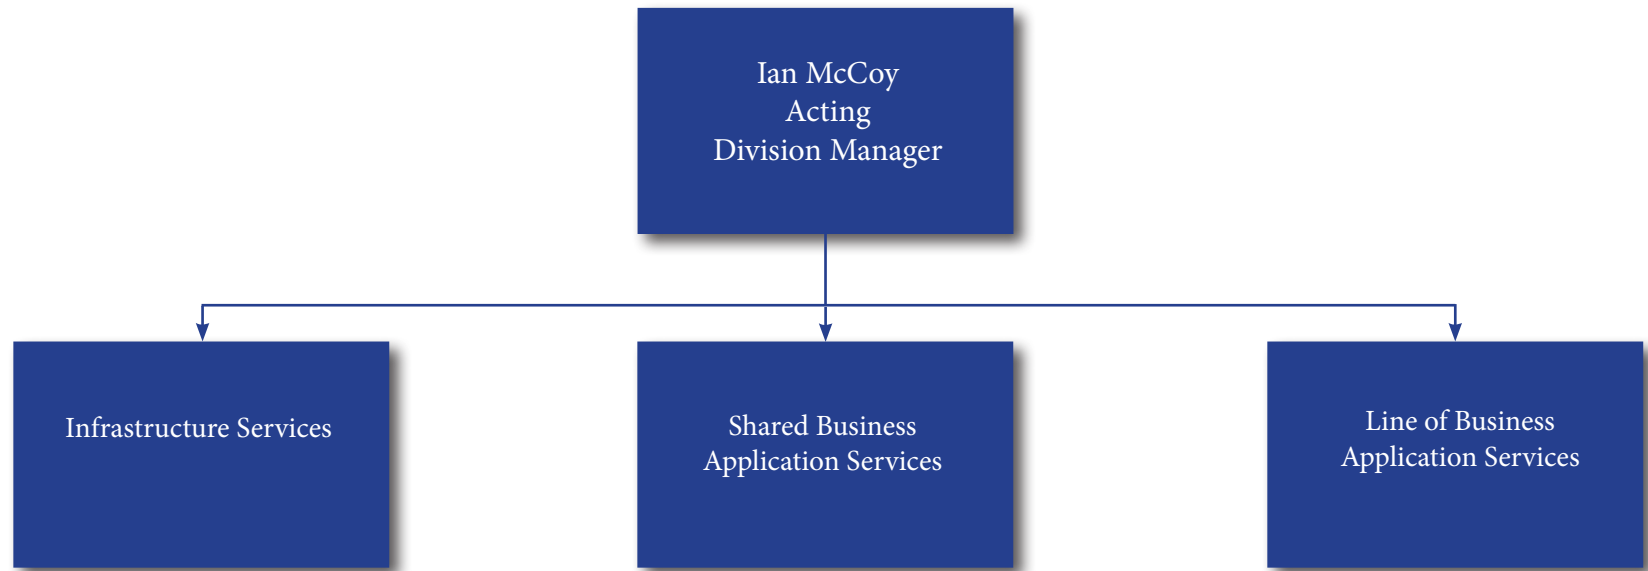 Ian McCoy
Acting
Division Manager
Infrastructure Services
Shared Business
Application Services
Line of Business
Application Services